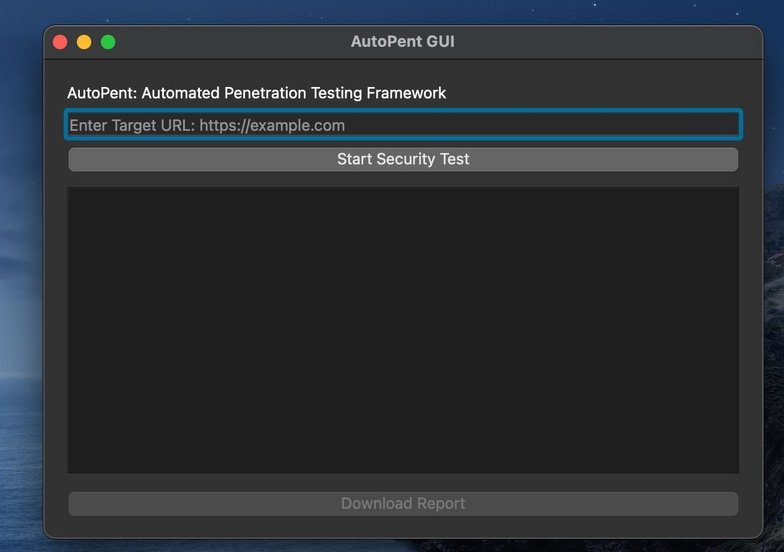 AutoPent GUI
AutoPent: Automated Penetration Testing Framework
Enter Target URL: https://example.com
Start Security Test
Download Report